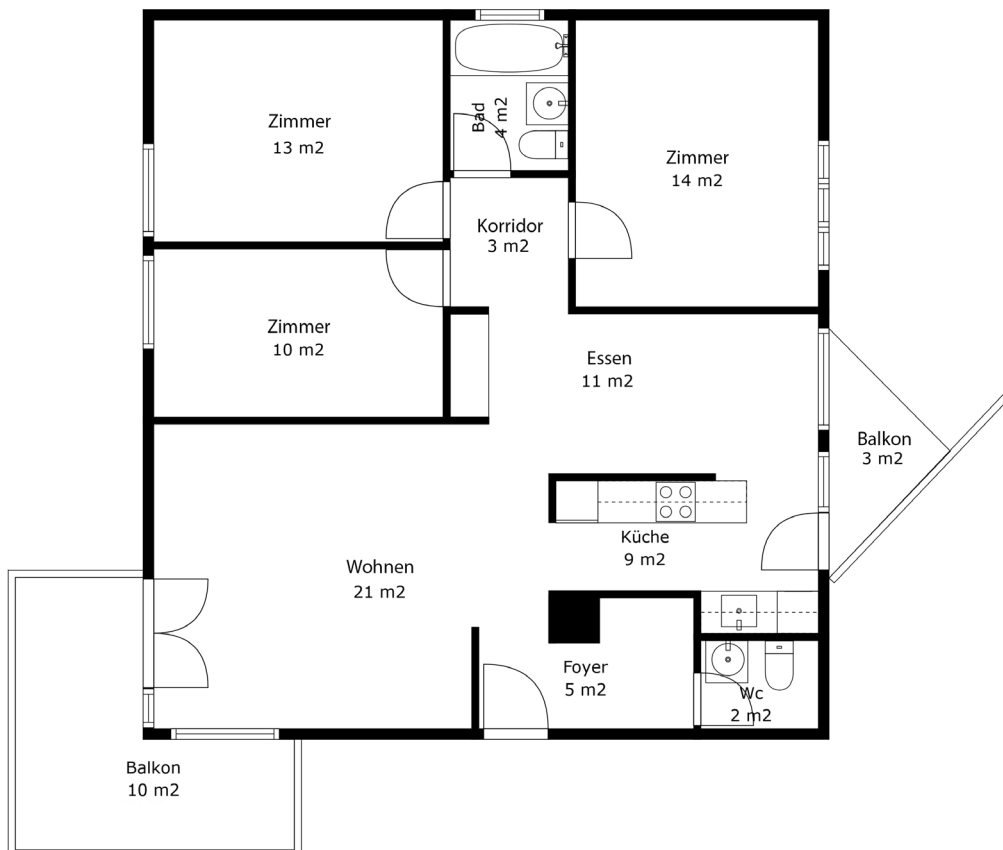 Zimmer
13 m2
Bad
4 m2
Zimmer
14 m2
Korridor
3 m2
Zimmer
10 m2
Essen
11 m2
Balkon
3 m2
Küche
9 m2
Wohnen
21 m2
Foyer
5 m2
Wc
2 m2
Balkon
10 m2